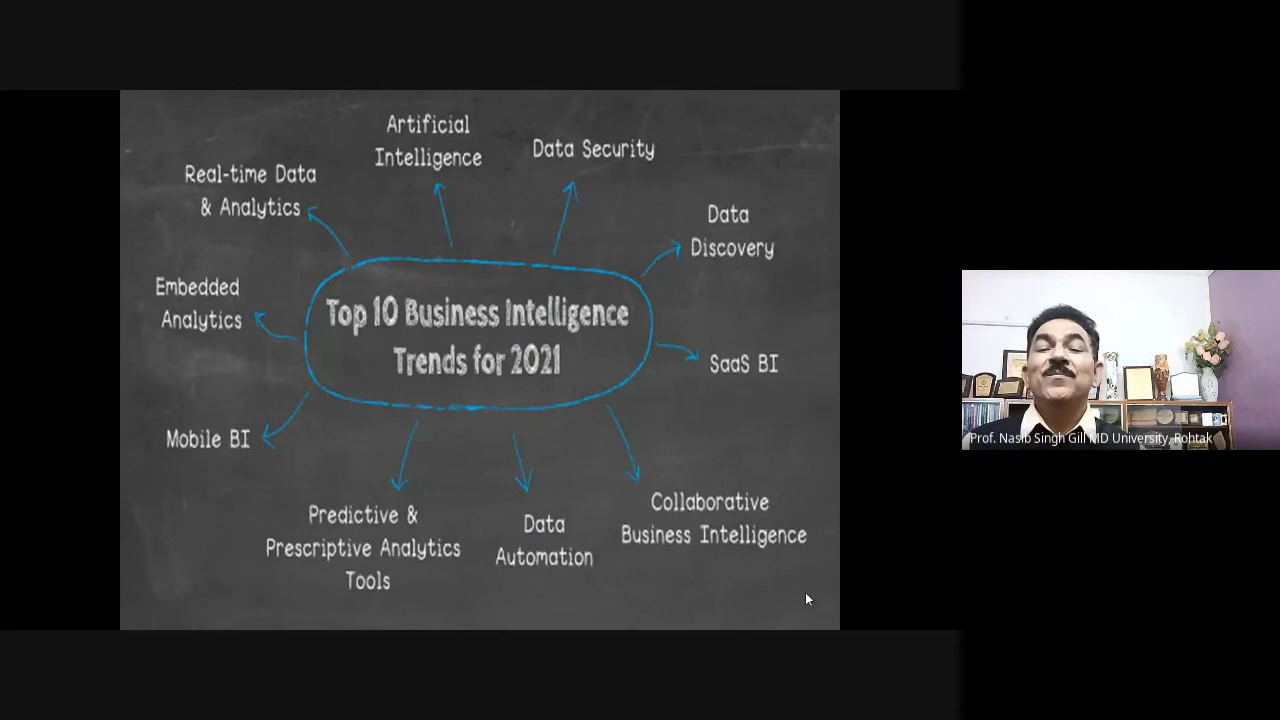 Artificial
Intelligence
Data Security
Real-time Data
& Analytics
Data
Discovery
Embedded
Analytics
Top 10 Business Intelligence
Trends for 2021
SaaS BI
Mobile BI
Predictive &
Prescriptive Analytics
Tools
Data
Automation
Collaborative
Business Intelligence
Prof. Nasib Singh Gill MD University, Rohtak